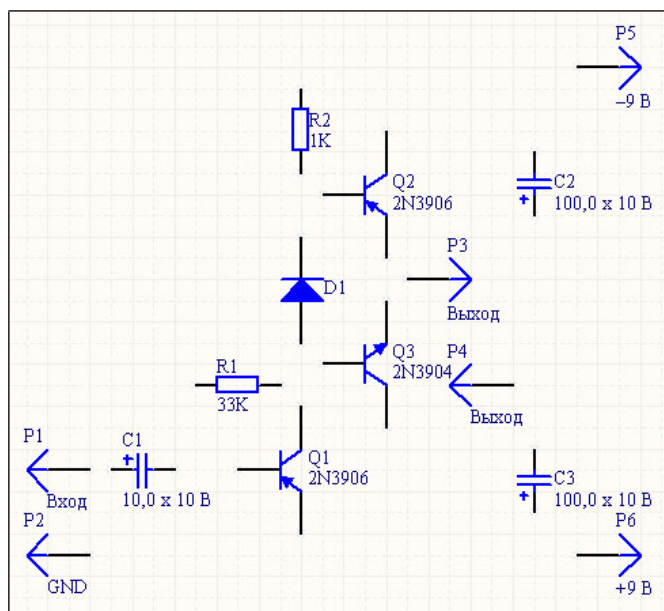 P5
–9 В
R2
1K
Q2
2N3906
C2
100,0 x 10 В
P3
D1
Выход
Q3
2N3904
P4
Выход
R1
33K
P1
C1
Q1
2N3906
C3
100,0 x 10 В
Вход
10,0 x 10 В
P2
P6
GND
+9 В